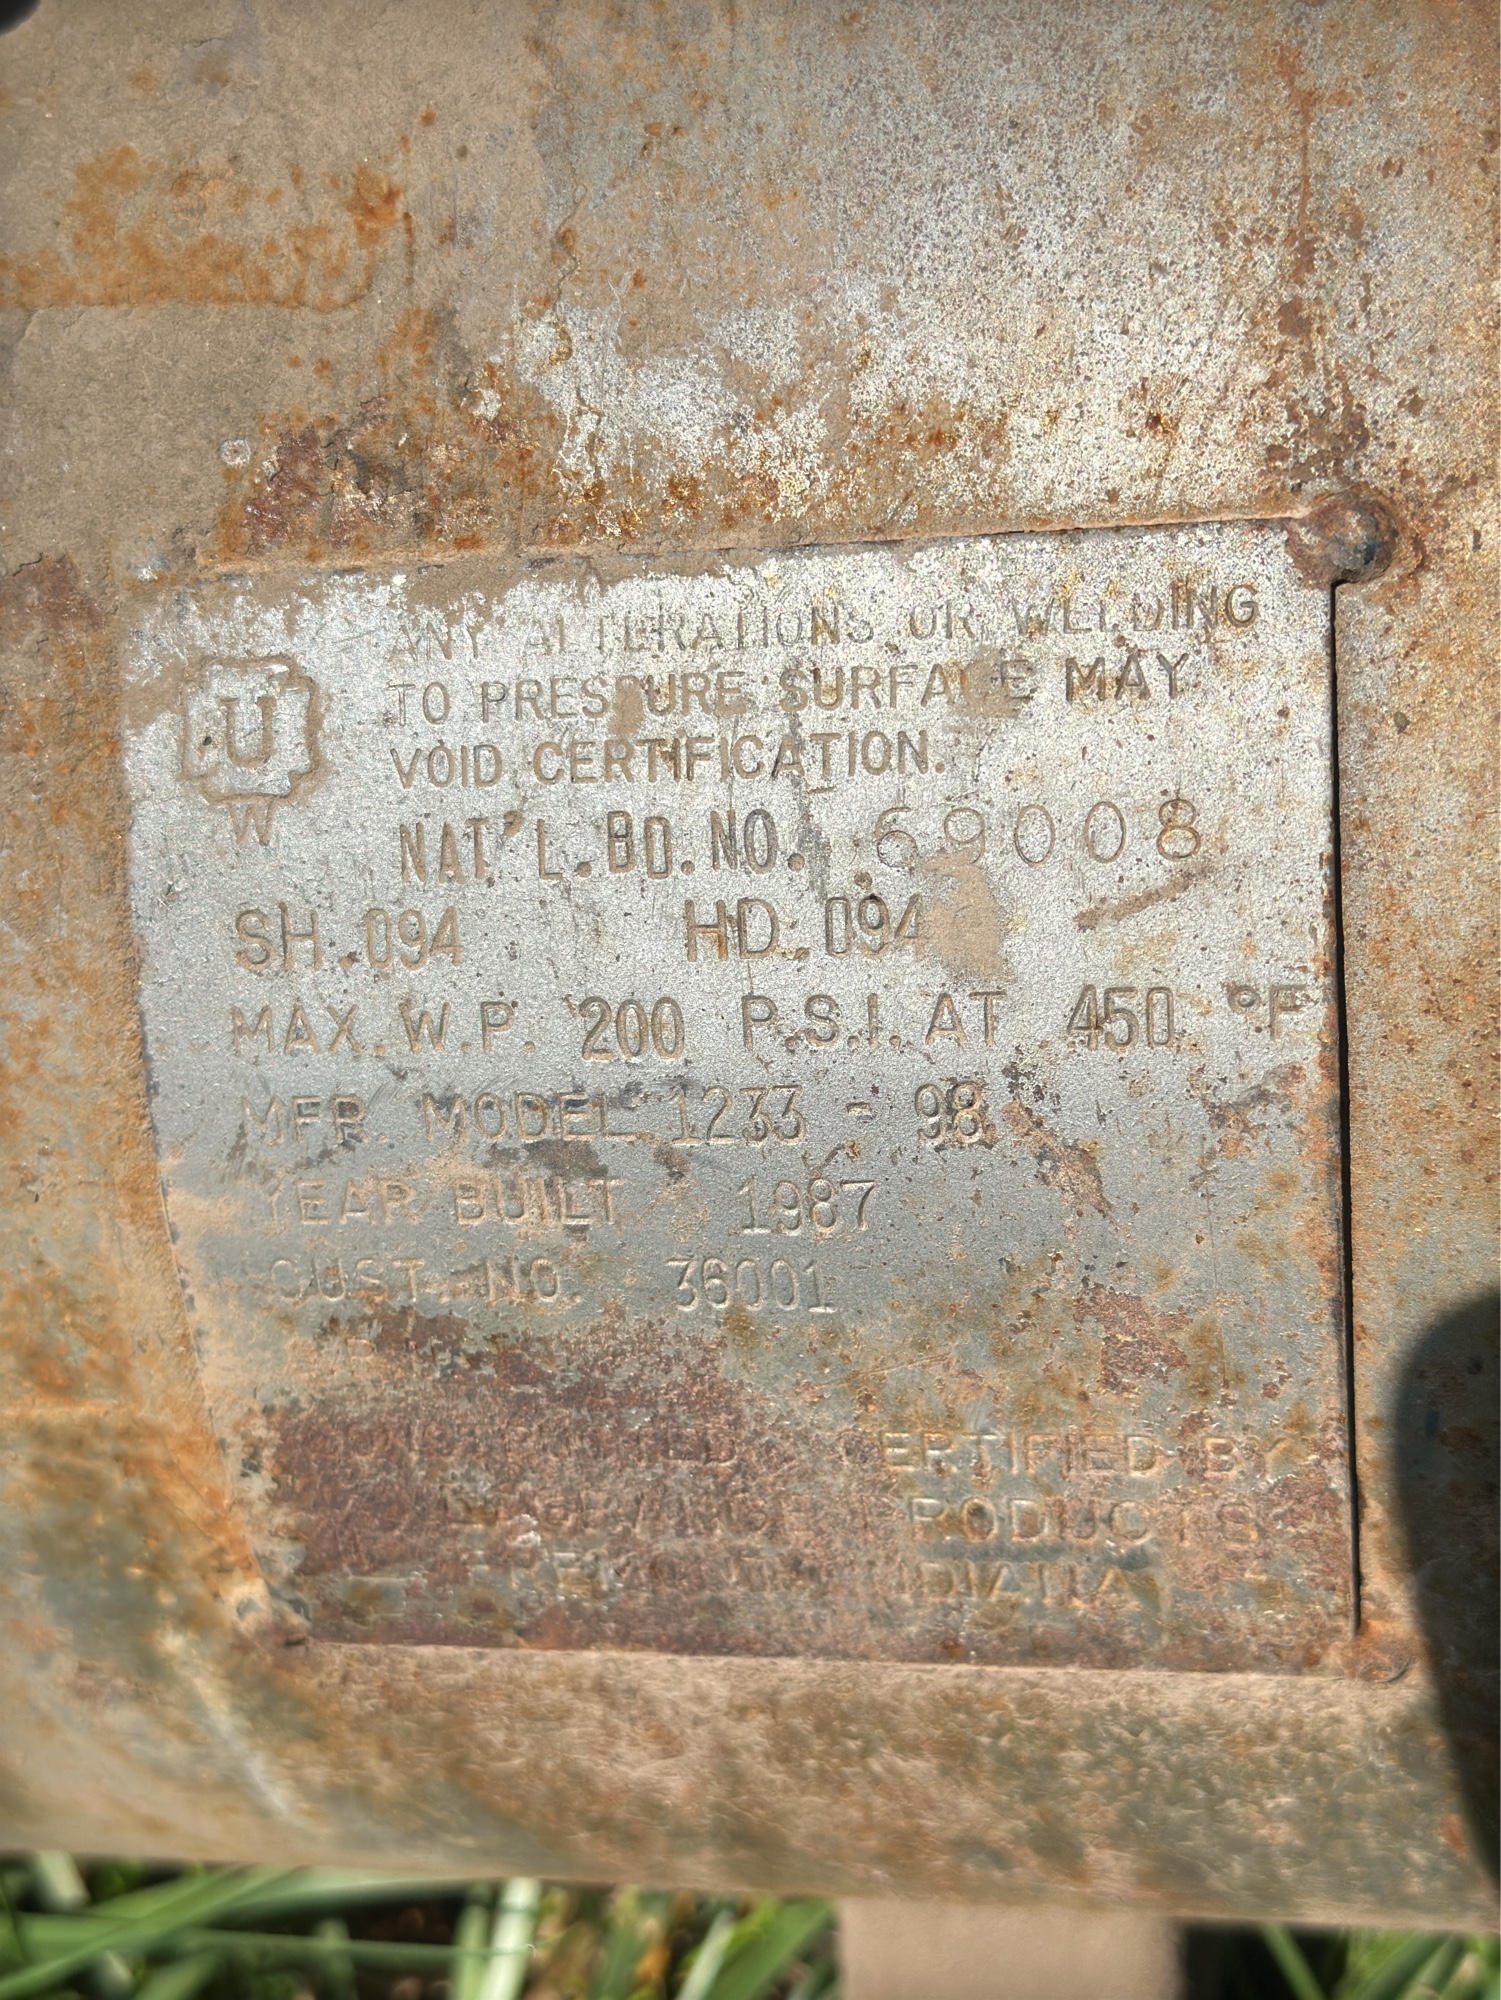 ANY ALTERATIONS OR WELDING
TO PRESSURE SURFACE MAY
VOID CERTIFICATION.
U
W
NAT'L. BD. NO. 69008
SH .094 HD .094
MAX. W.P. 200 P.S.I. AT 450 °F
MFR. MODEL 1233 - 98
YEAR BUILT 1987
CUST. NO. 36001
CERTIFIED BY
PRODUCTS